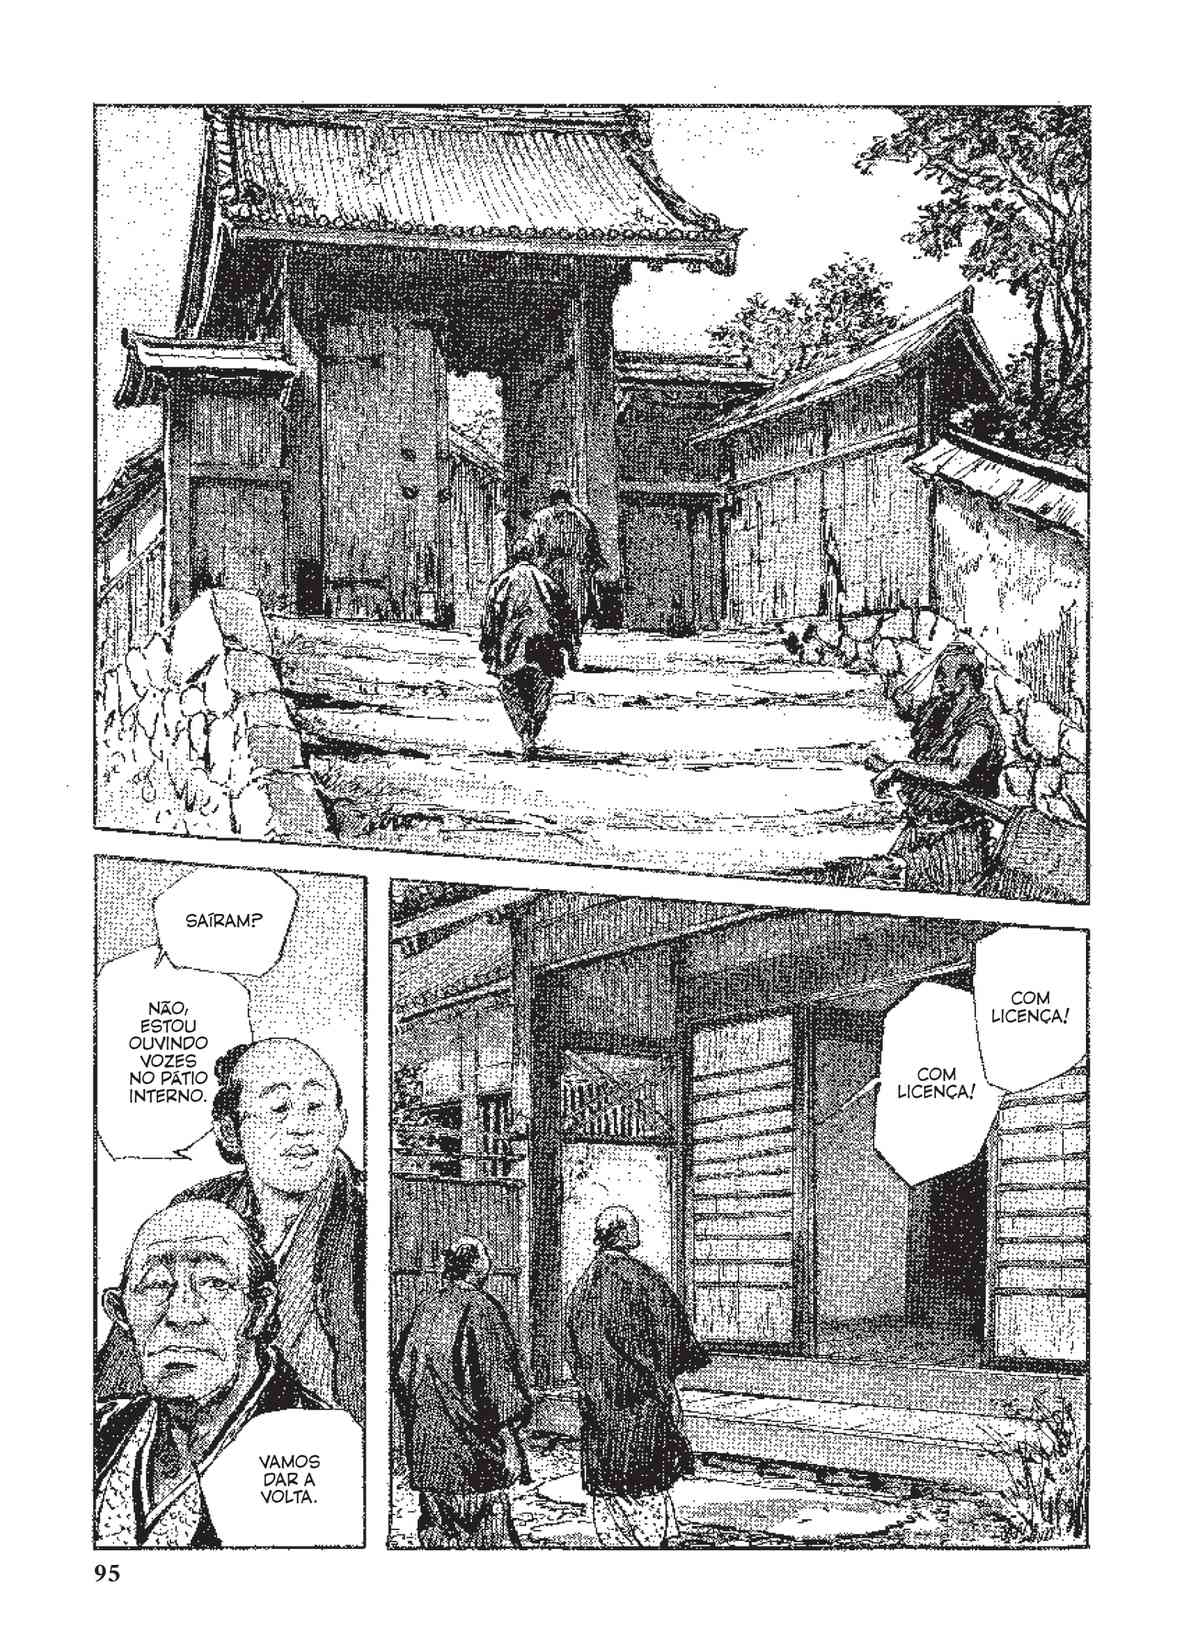 COM
LICENÇA!
COM
LICENÇA!
SAÍRAM?
NÃO,
ESTOU
OUVINDO
VOZES
NO PÁTIO
INTERNO.
VAMOS
DAR A
VOLTA.
95